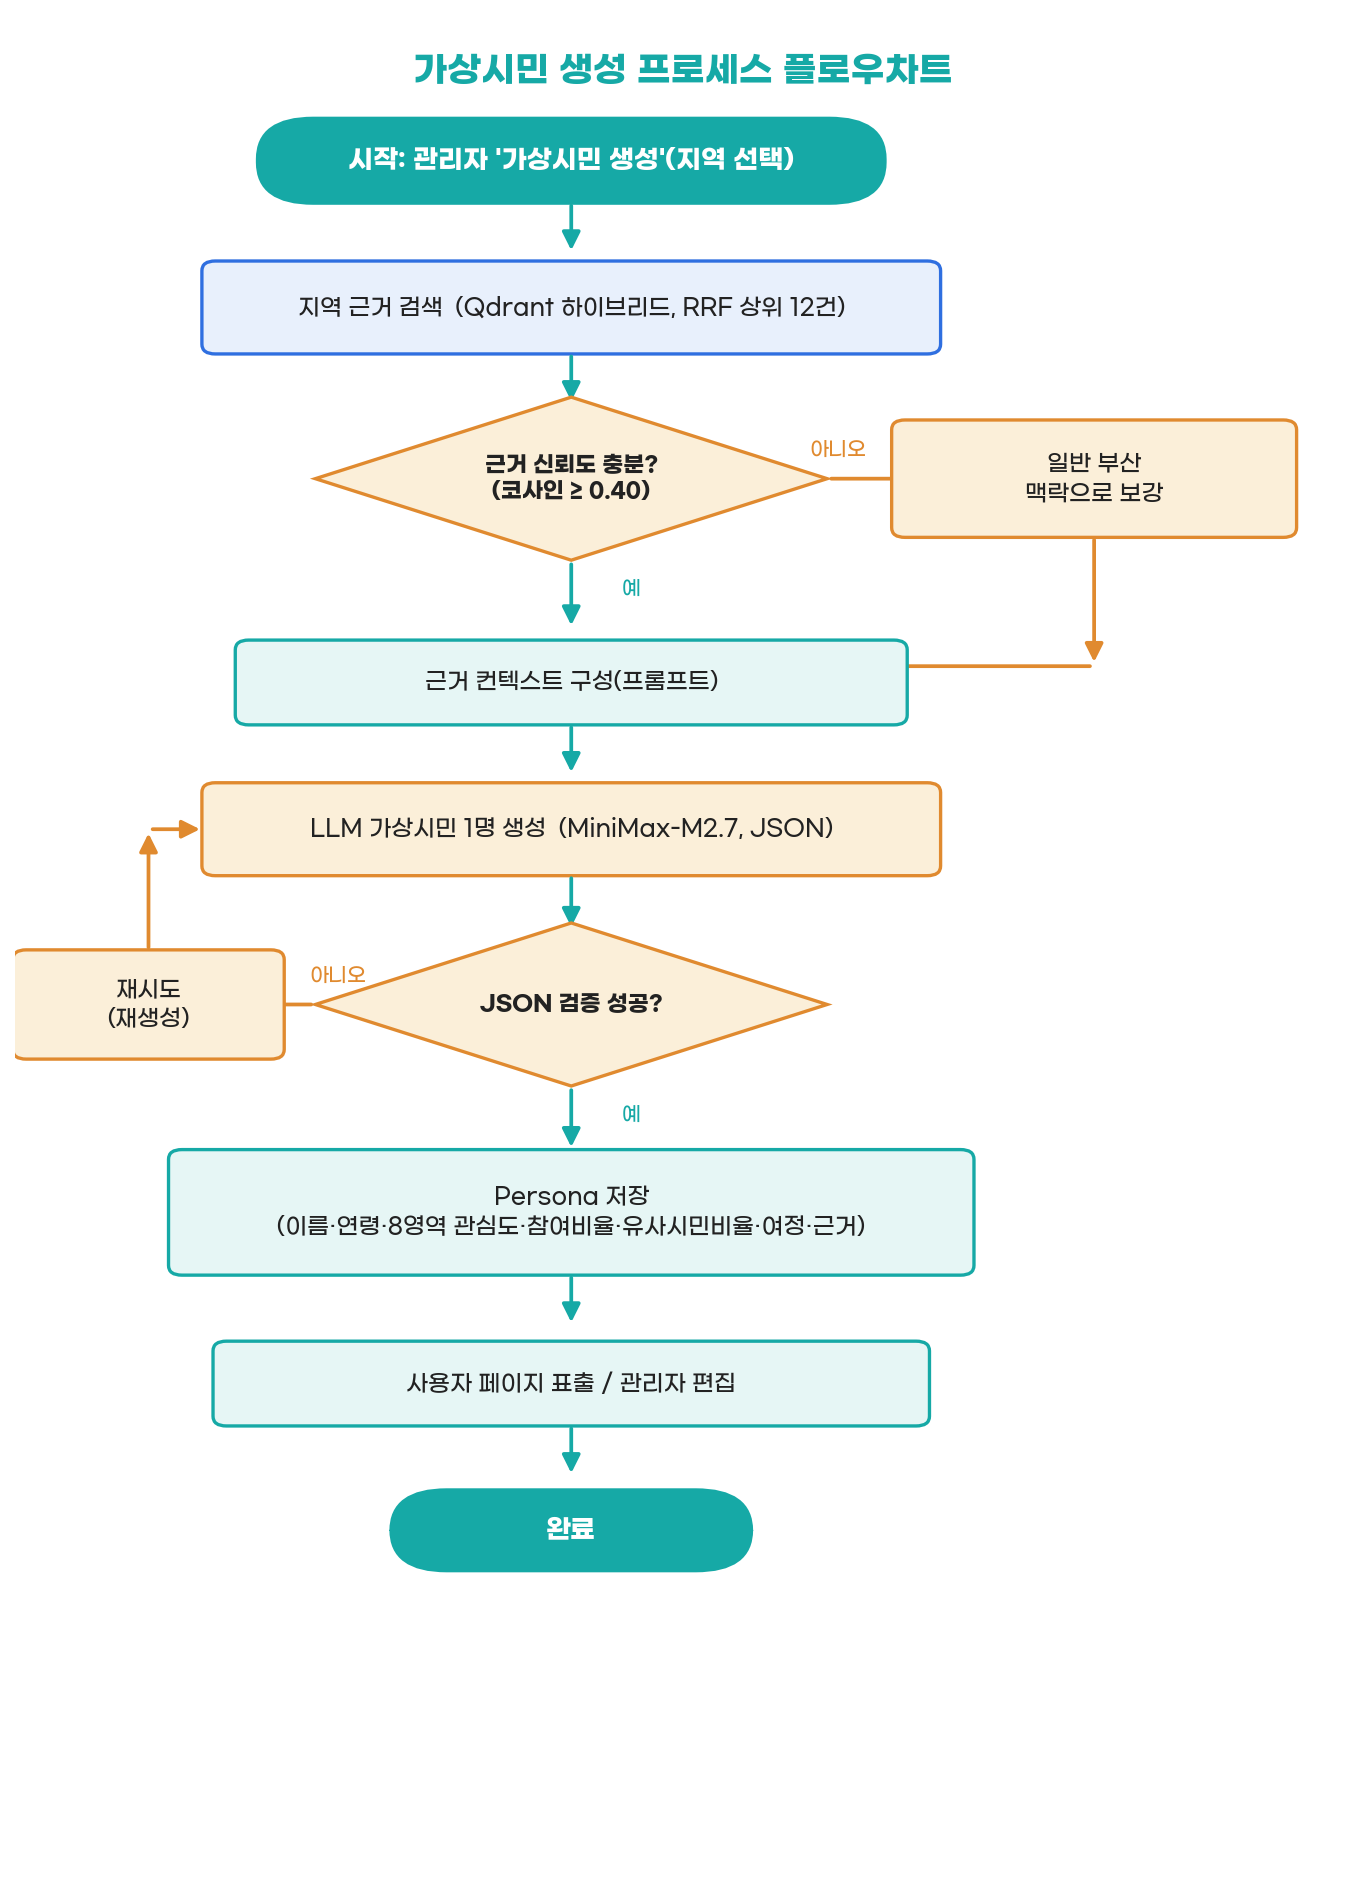 가상시민 생성 프로세스 플로우차트
시작: 관리자 '가상시민 생성'(지역 선택)
지역 근거 검색 (Qdrant 하이브리드, RRF 상위 12건)
근거 신뢰도 충분?
(코사인 ≥ 0.40)
아니오
일반 부산
맥락으로 보강
예
근거 컨텍스트 구성(프롬프트)
LLM 가상시민 1명 생성 (MiniMax-M2.7, JSON)
아니오
재시도
(재생성)
JSON 검증 성공?
예
Persona 저장
(이름·연령·8영역 관심도·참여비율·유사시민비율·여정·근거)
사용자 페이지 표출 / 관리자 편집
완료